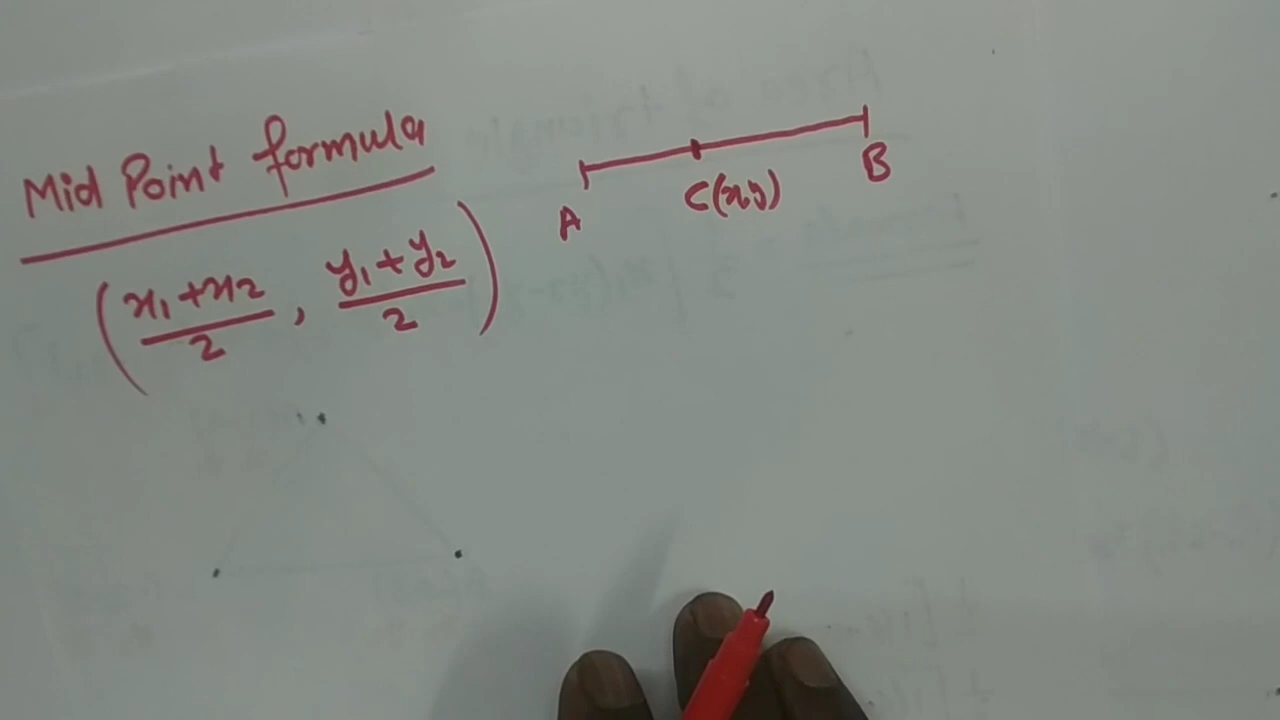 Mid Point formula
(x₁+x₂/2, y₁+y₂/2)
A
C(x,y)
B